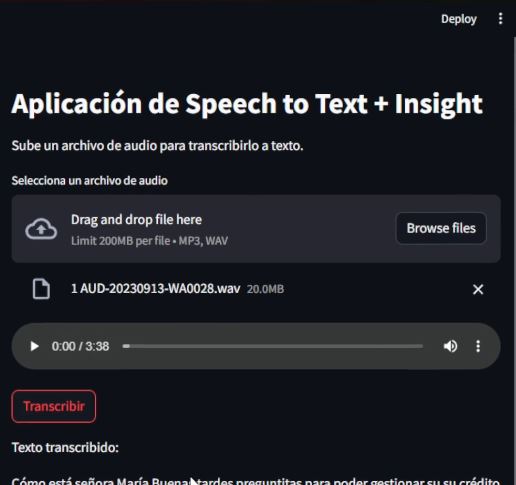 Deploy
Aplicación de Speech to Text + Insight
Sube un archivo de audio para transcribirlo a texto.
Selecciona un archivo de audio
Drag and drop file here
Limit 200MB per file • MP3, WAV
Browse files
1 AUD-20230913-WA0028.wav 20.0MB
0:00 / 3:38
Transcribir
Texto transcribido:
Cómo está señora María Buenas tardes preguntitas para poder gestionar su su crédito